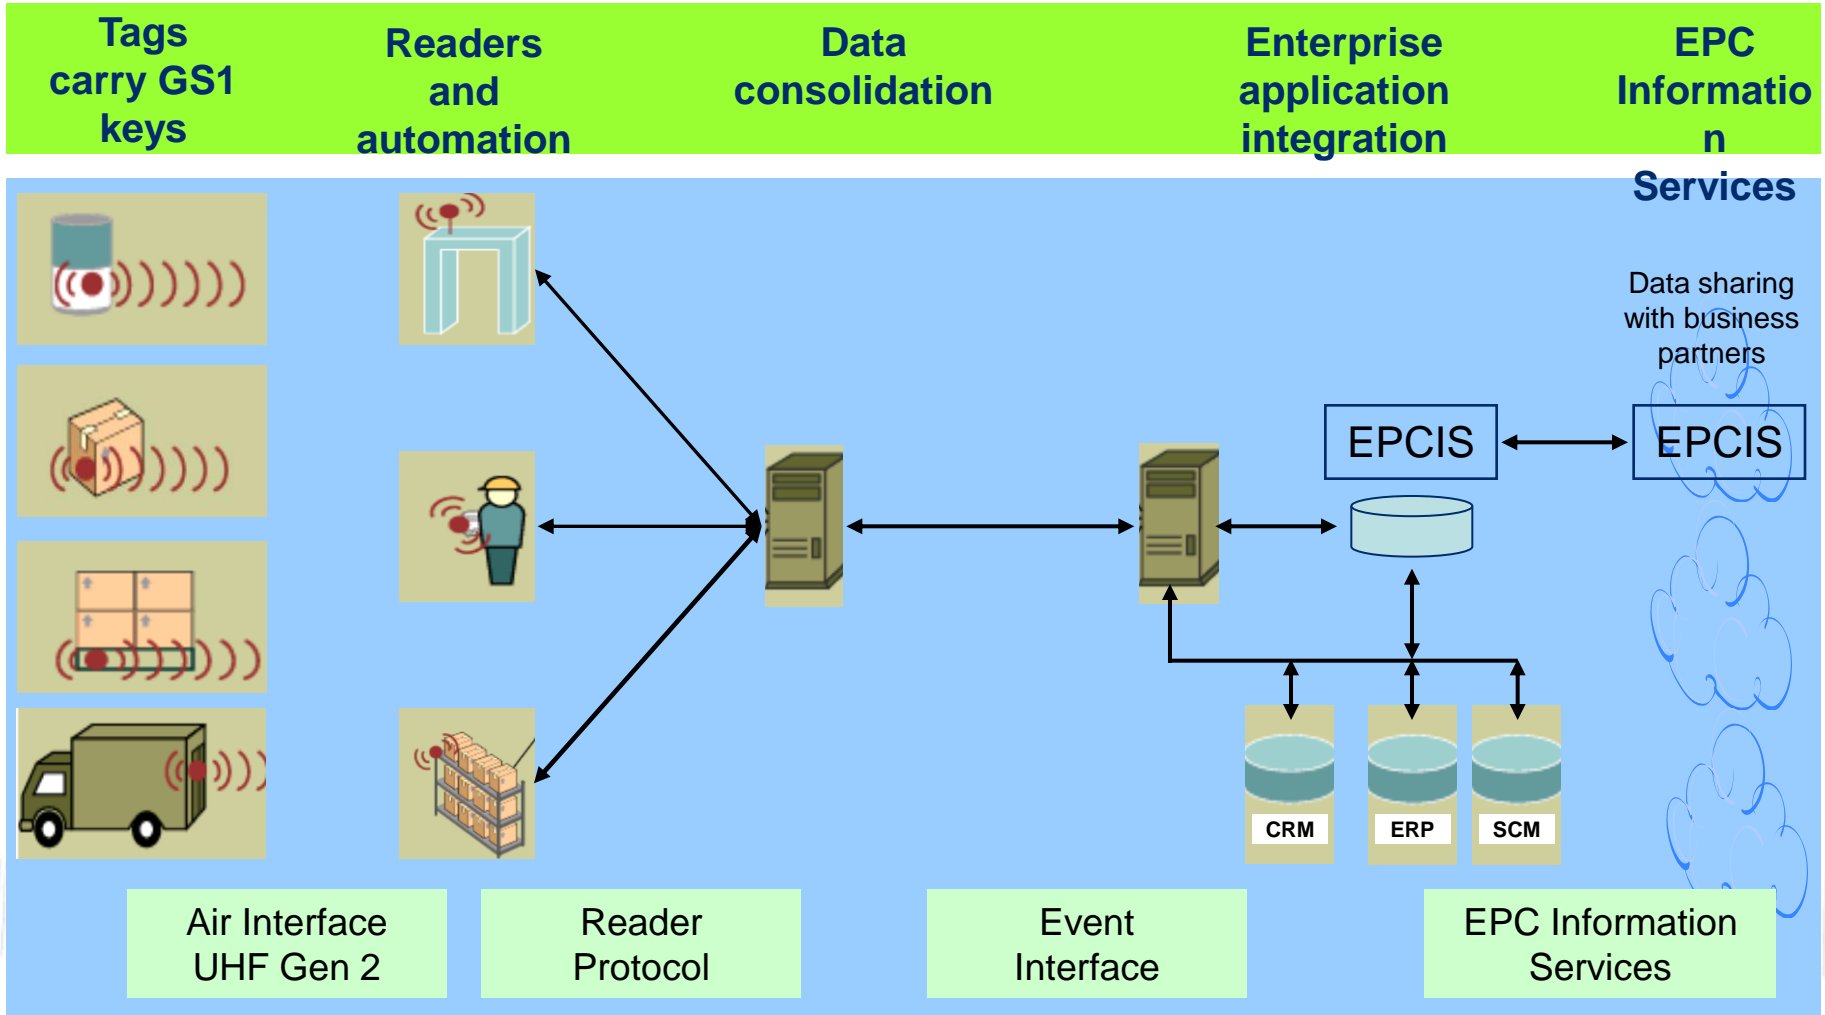 Tags
carry GS1
keys
Readers
and
automation
Data
consolidation
Enterprise
application
integration
EPC
Informatio
n
Services
Data sharing
with business
partners
EPCIS
EPCIS
CRM
ERP
SCM
Air Interface
UHF Gen 2
Reader
Protocol
Event
Interface
EPC Information
Services